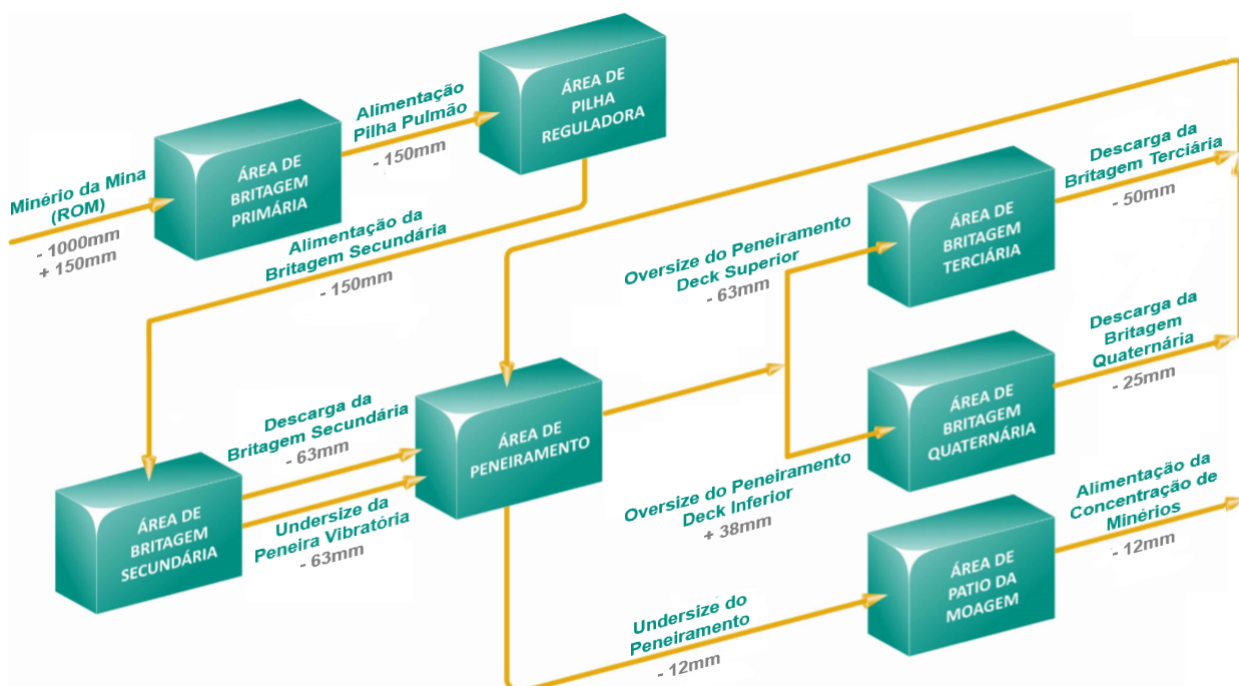 Minério da Mina
(ROM)
- 1000mm
+ 150mm
ÁREA DE
BRITAGEM
PRIMÁRIA
Alimentação
Pilha Pulmão
- 150mm
ÁREA DE
PILHA
REGULADORA
Alimentação da
Britagem Secundária
- 150mm
ÁREA DE
BRITAGEM
SECUNDÁRIA
Descarga da
Britagem Secundária
- 63mm
Undersize da
Peneira Vibratória
- 63mm
ÁREA DE
PENEIRAMENTO
Oversize do Peneiramento
Deck Superior
- 63mm
ÁREA DE
BRITAGEM
TERCIÁRIA
Descarga da
Britagem Terciária
- 50mm
Oversize do Peneiramento
Deck Inferior
+ 38mm
ÁREA DE
BRITAGEM
QUATERNÁRIA
Descarga da
Britagem
Quaternária
- 25mm
Undersize do
Peneiramento
- 12mm
ÁREA DE
PATIO DA
MOAGEM
Alimentação da
Concentração de
Minérios
- 12mm